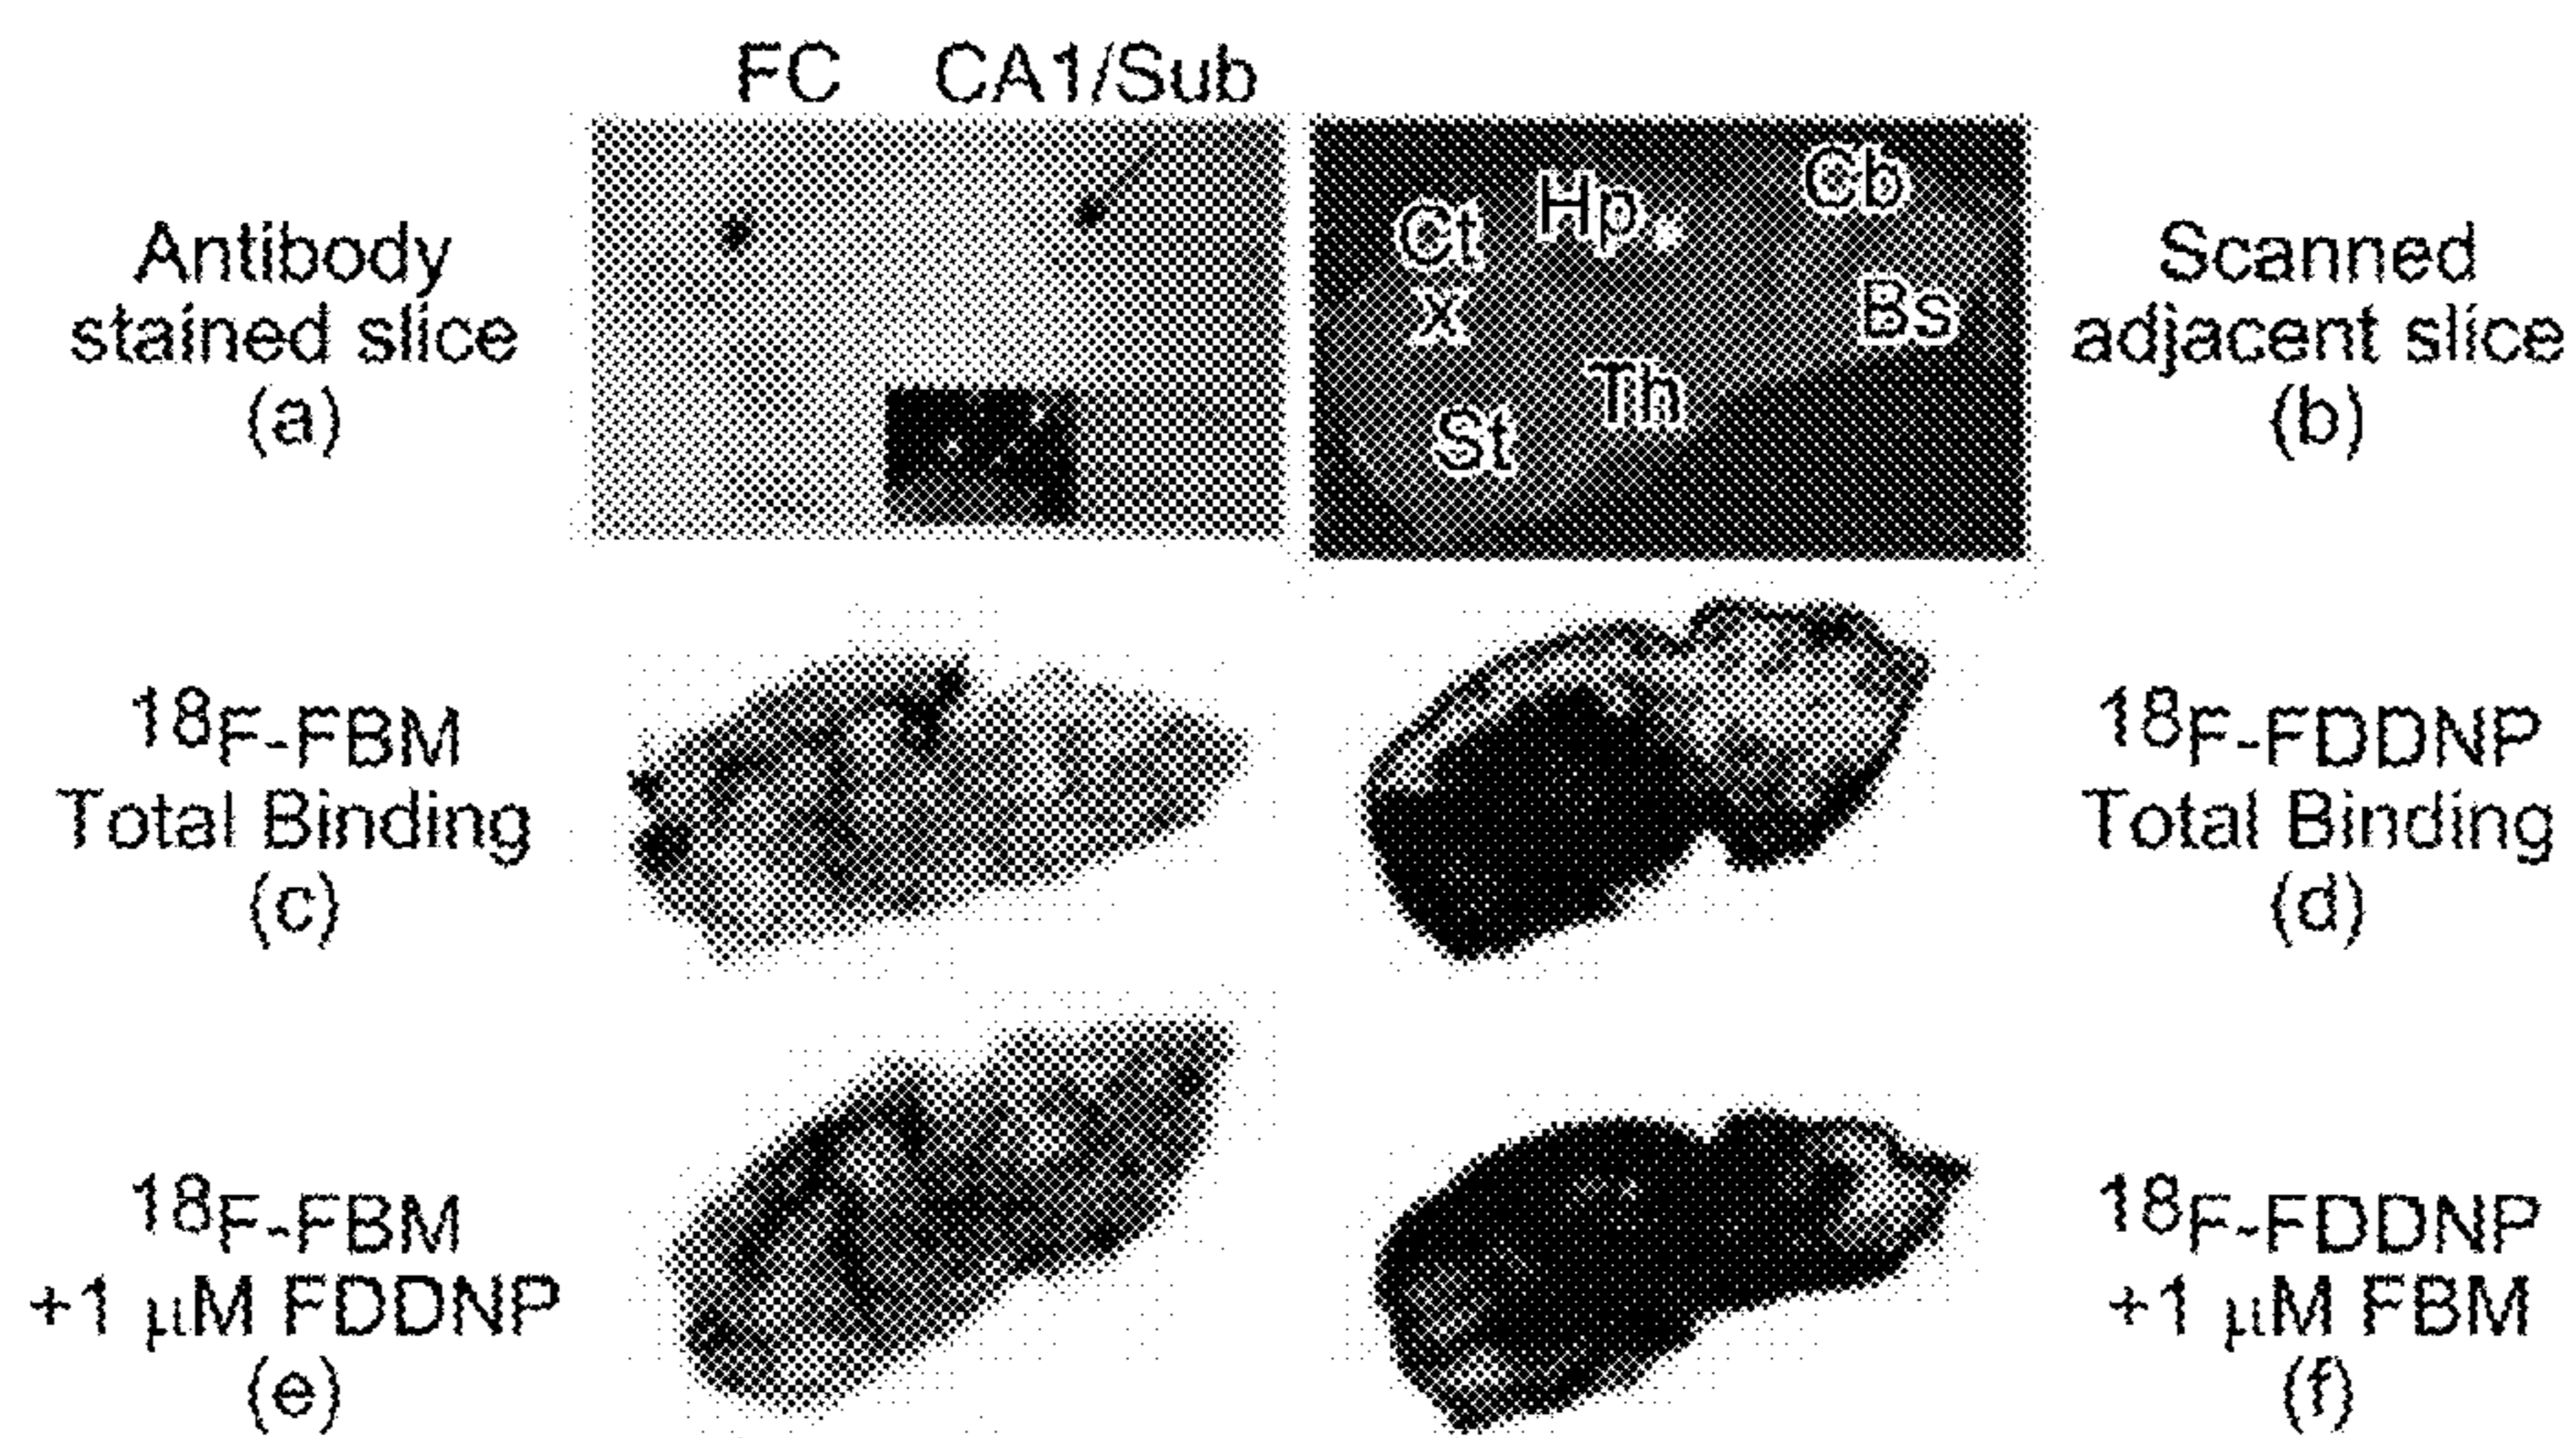 FC CA1/Sub
Antibody
stained slice
(a)
Ct
Hp*
Cb
X
Bs
Th
St
Scanned
adjacent slice
(b)
18F-FBM
Total Binding
(c)
18F-FDDNP
Total Binding
(d)
18F-FBM
+1 μM FDDNP
(e)
18F-FDDNP
+1 μM FBM
(f)